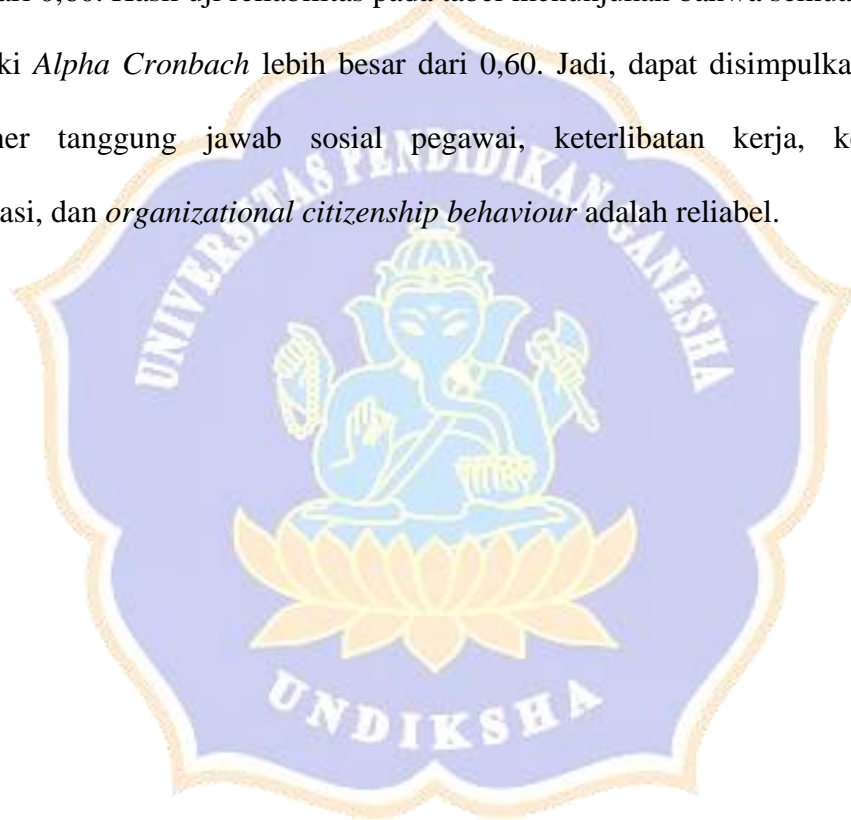 ari 0,60. Hasil uji reliabilitas pada tabel menunjukan bahwa semua
ki Alpha Cronbach lebih besar dari 0,60. Jadi, dapat disimpulka
ner tanggung jawab sosial pegawai, keterlibatan kerja, k
asi, dan organizational citizenship behaviour adalah reliabel.
UNIVERSITAS PENDIDIKAN GANESHA
UNDIKSHA